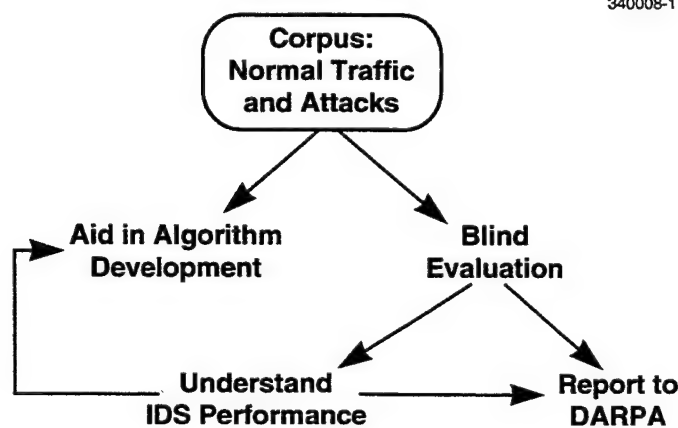 340008-1
Corpus:
Normal Traffic
and Attacks
Aid in Algorithm
Development
Blind
Evaluation
Understand
IDS Performance
Report to
DARPA